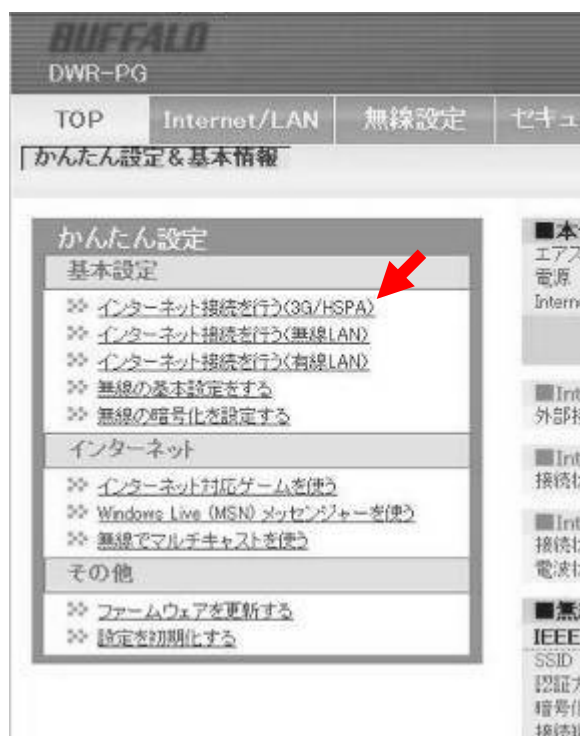 BUFFALO
DWR-PG
TOP Internet/LAN 無線設定 セキュ
かんたん設定&基本情報
かんたん設定
基本設定
>> インターネット接続を行う(3G/HSPA)
>> インターネット接続を行う(無線LAN)
>> インターネット接続を行う(有線LAN)
>> 無線の基本設定をする
>> 無線の暗号化を設定する
インターネット
>> インターネット対応ゲームを使う
>> Windows Live (MSN) メッセンジャーを使う
>> 無線でマルチキャストを使う
その他
>> ファームウェアを更新する
>> 設定を初期化する
■本
エアス
電源
Intern
■Int
外部接
■Int
接続
■Int
接続
電波
■無
IEEE
SSID
認証方
暗号化
接続